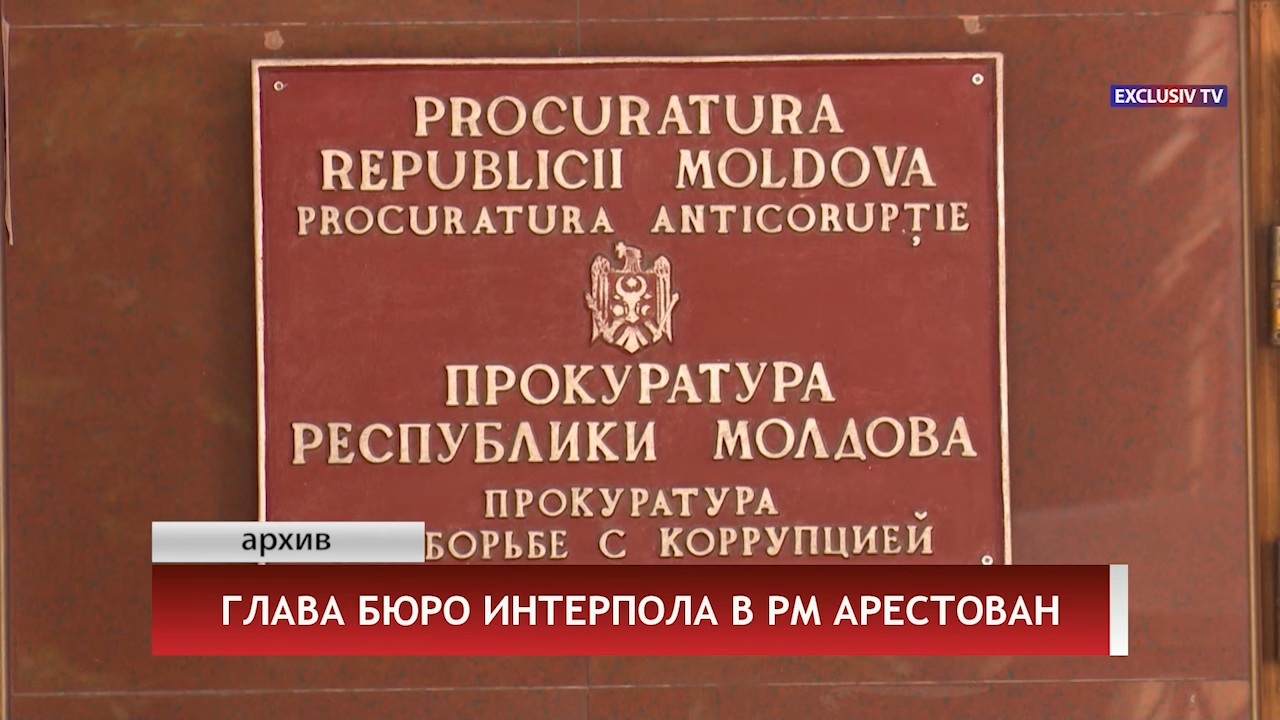 EXCLUSIV TV
PROCURATURA
REPUBLICII MOLDOVA
PROCURATURA ANTICORUPȚIE
ПРОКУРАТУРА
РЕСПУБЛИКИ МОЛДОВА
ПРОКУРАТУРА
БОРЬБЕ С КОРРУПЦИЕЙ
архив
ГЛАВА БЮРО ИНТЕРПОЛА В РМ АРЕСТОВАН